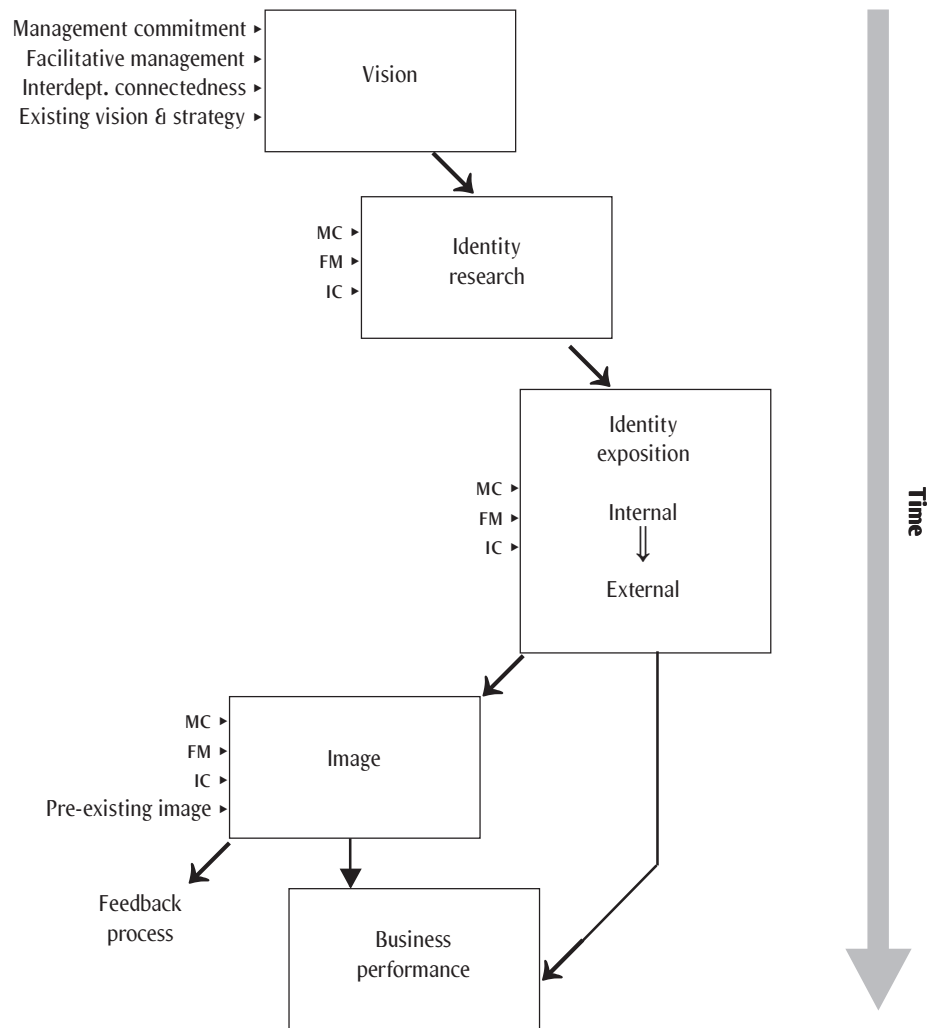 Management commitment
Facilitative management
Interdept. connectedness
Existing vision & strategy
Vision
MC
FM
IC
Identity
research
Identity
exposition
MC
FM
IC
Internal
External
Time
MC
FM
IC
Pre-existing image
Image
Feedback
process
Business
performance